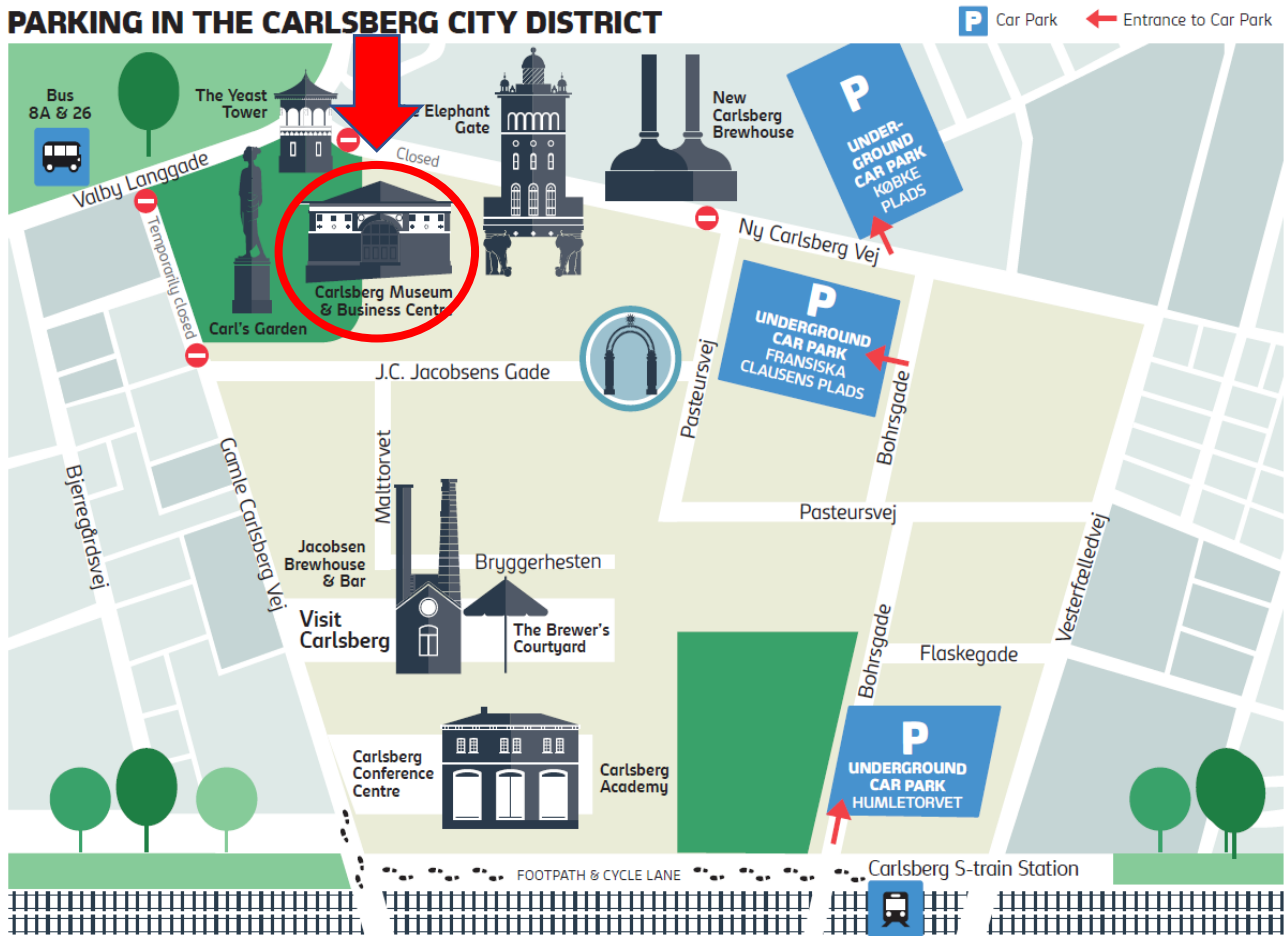 PARKING IN THE CARLSBERG CITY DISTRICT
P Car Park
Entrance to Car Park
Bus
8A & 26
The Yeast
Tower
Elephant
Gate
New
Carlsberg
Brewhouse
P
UNDER-
GROUND
CAR PARK
KØBKE
PLADS
Valby Langgade
Closed
Temporarily closed
Ny Carlsberg Vej
Carlsberg Museum
& Business Centre
Carl's Garden
P
UNDERGROUND
CAR PARK
FRANSISKA
CLAUSENS PLADS
J.C. Jacobsens Gade
Pasteursvej
Bohrsgade
Malttorvet
Gamle Carlsberg Vej
Bjerregårdsvej
Pasteursvej
Vesterfælledvej
Jacobsen
Brewhouse
& Bar
Bryggerhesten
Visit
Carlsberg
The Brewer's
Courtyard
Bohrsgade
Flaskegade
Carlsberg
Conference
Centre
Carlsberg
Academy
P
UNDERGROUND
CAR PARK
HUMLETORVET
FOOTPATH & CYCLE LANE
Carlsberg S-train Station